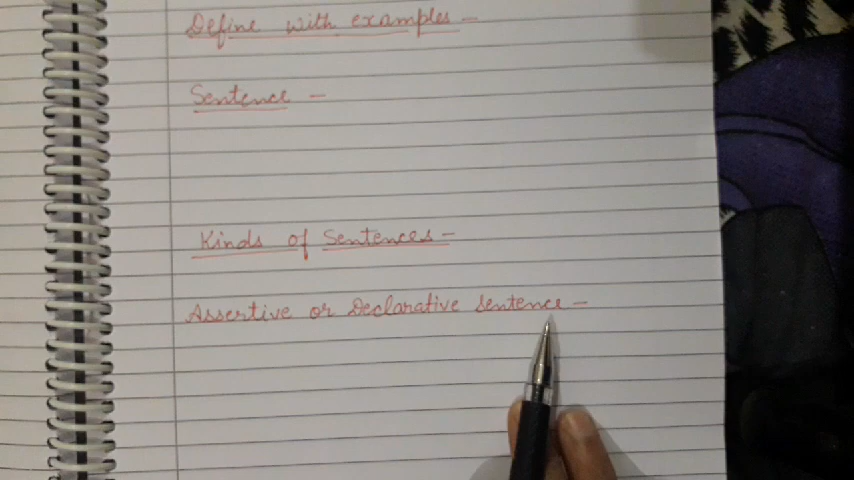 Define with examples -
Sentence -
Kinds of Sentences -
Assertive or Declarative sentence -